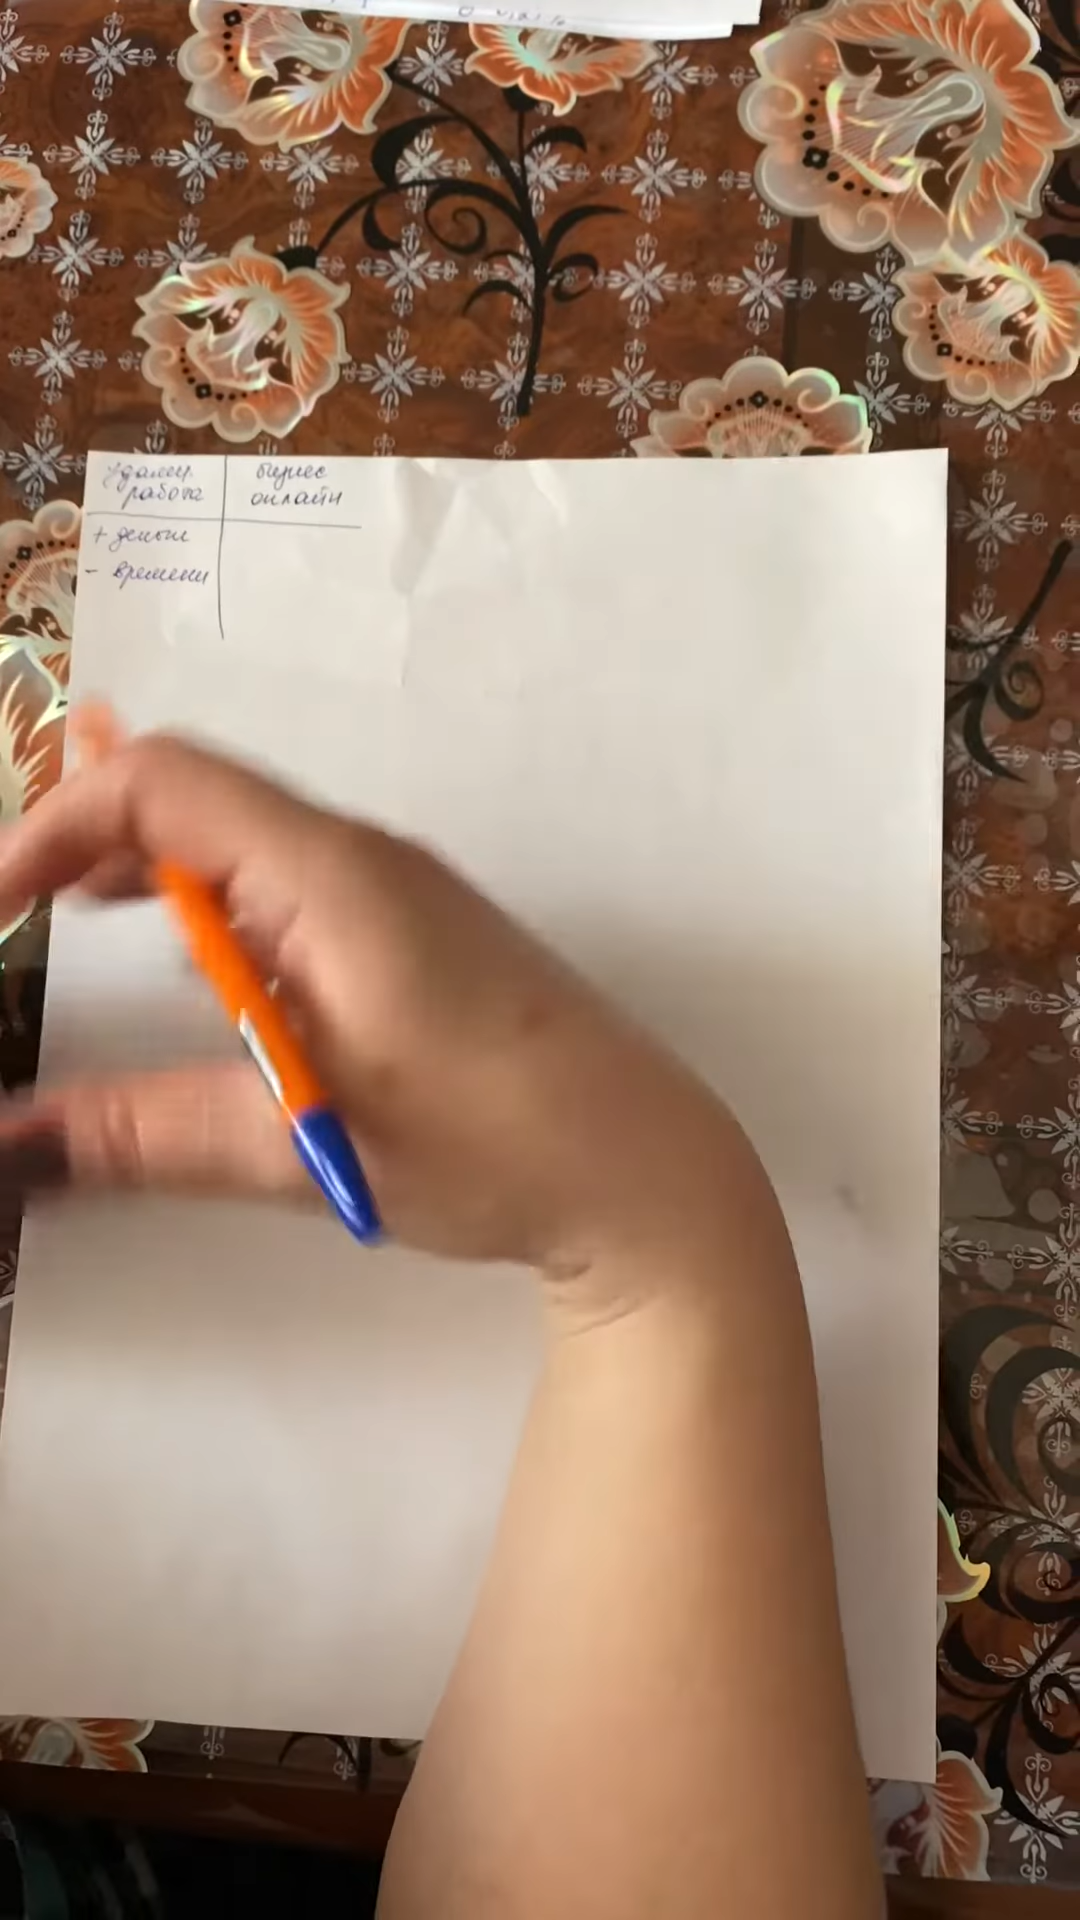 удален. бизнес
работа онлайн
+ деньги
- времени